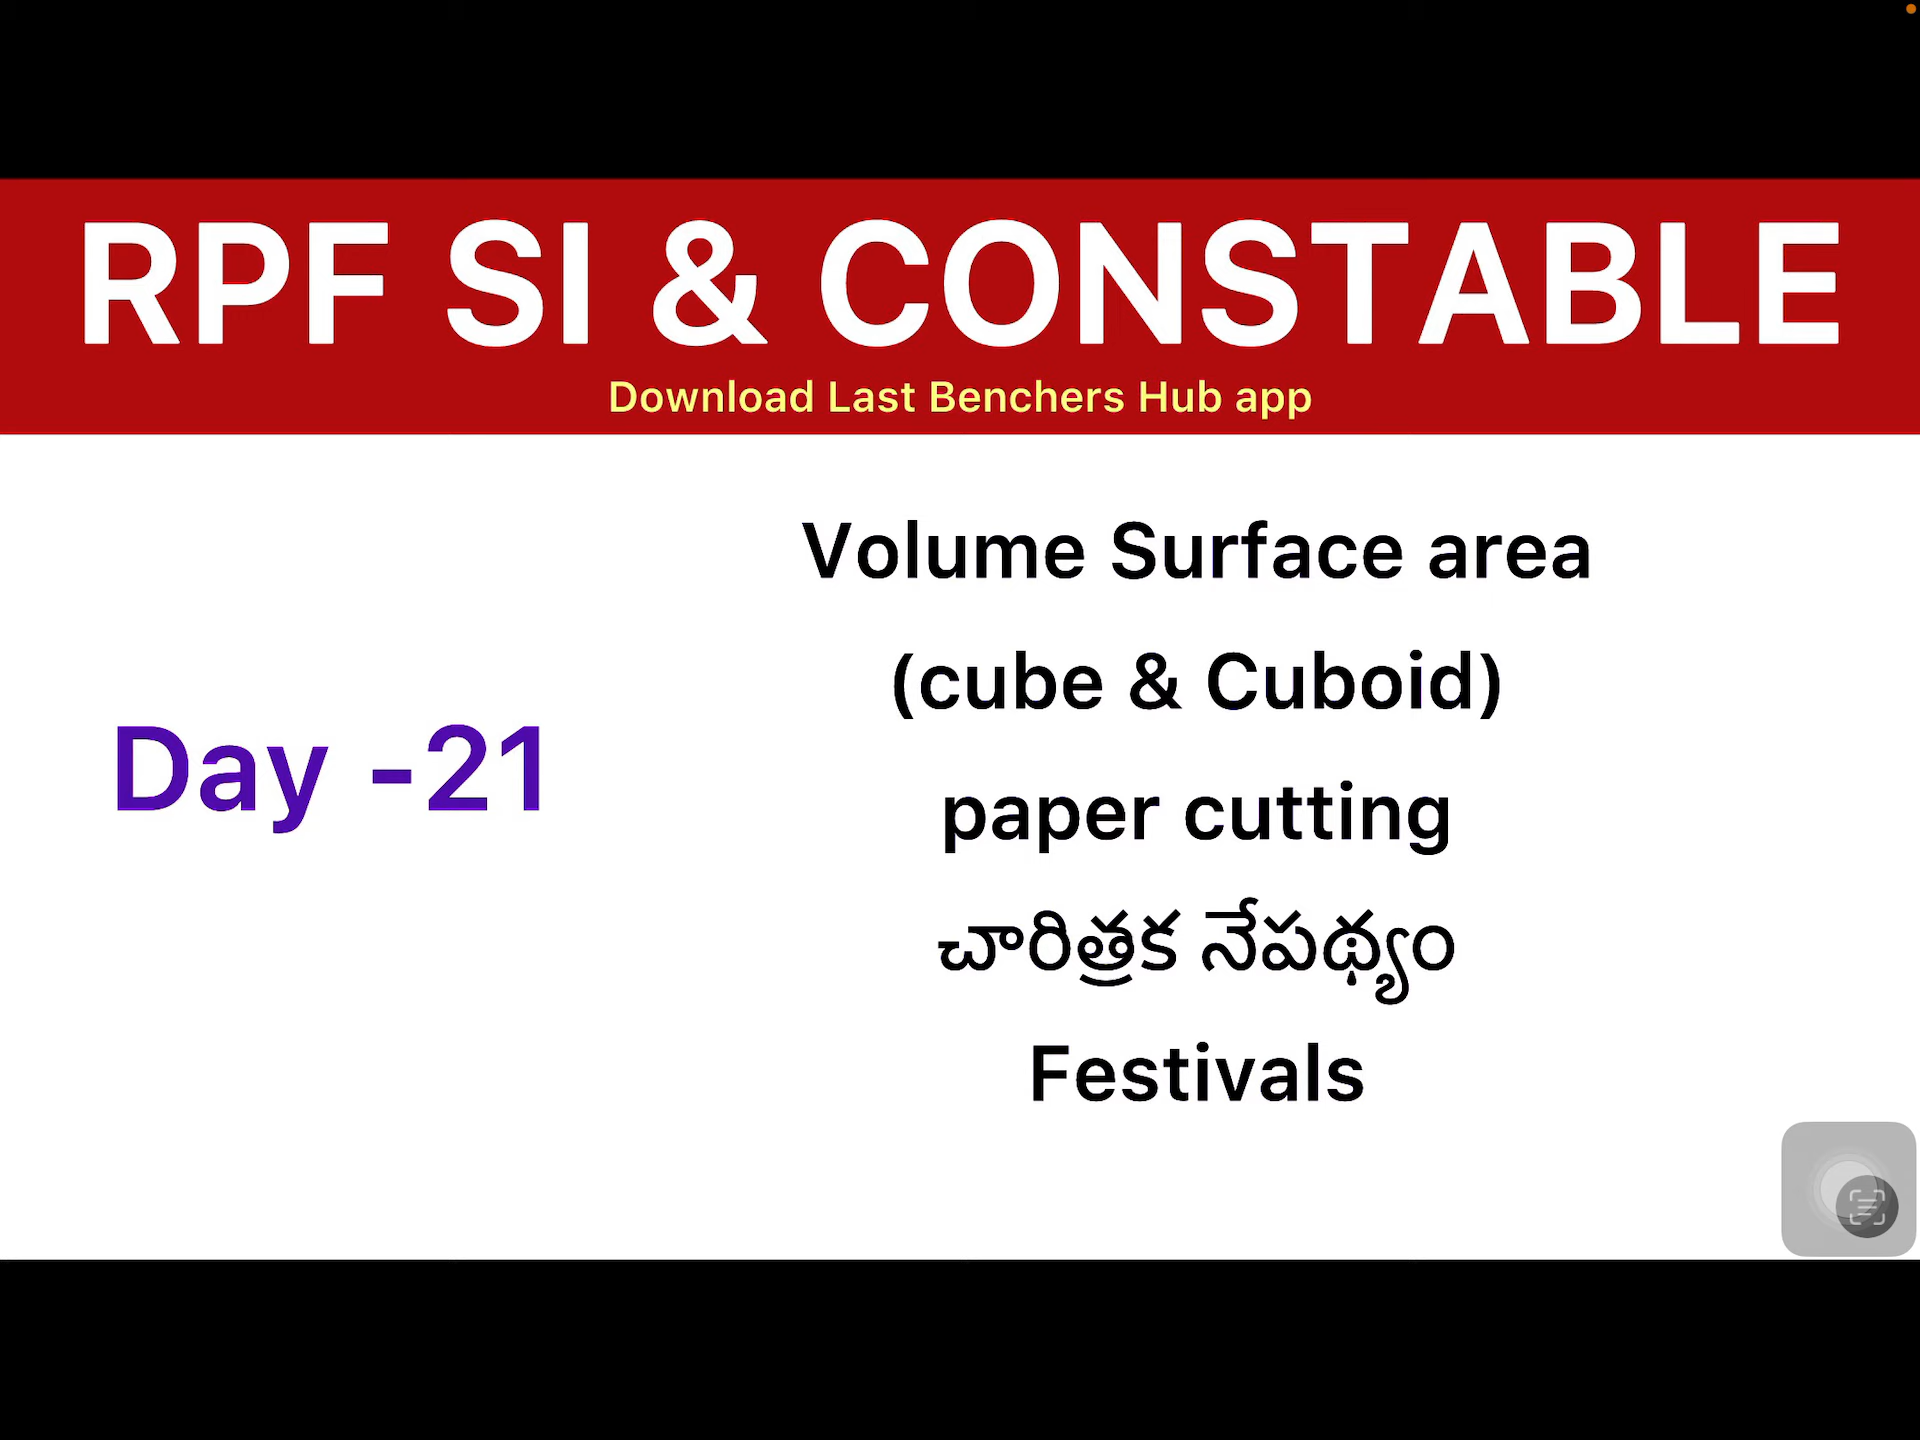 RPF SI & CONSTABLE
Download Last Benchers Hub app
Day -21
Volume Surface area
(cube & Cuboid)
paper cutting
చారిత్రక నేపథ్యం
Festivals